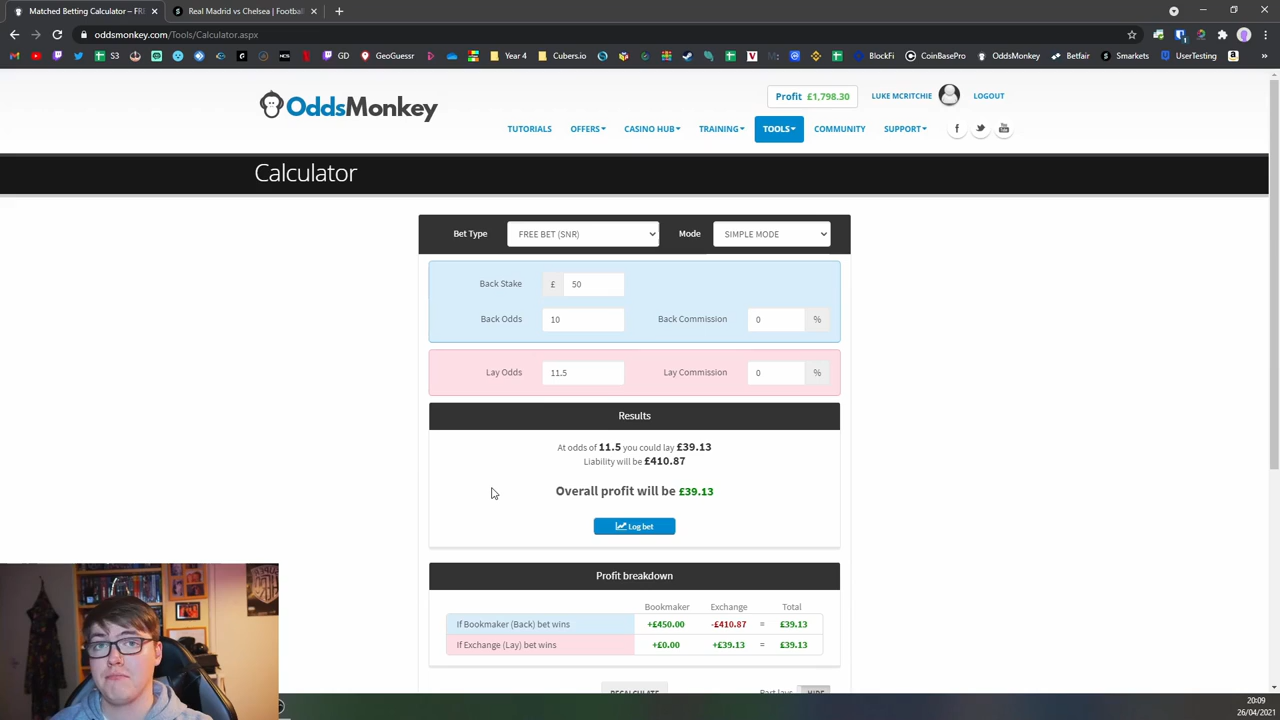 Matched Betting Calculator – FR
Real Madrid vs Chelsea | Footba
oddsmonkey.com/Tools/Calculator.aspx
S3
GD
GeoGuessr
Year 4
Cubers.io
BlockFi
CoinBasePro
OddsMonkey
Betfair
Smarkets
UserTesting
Profit £1,798.30
LUKE MCRITCHIE
LOGOUT
OddsMonkey
TUTORIALS
OFFERS
CASINO HUB
TRAINING
TOOLS
COMMUNITY
SUPPORT
Calculator
Bet Type
FREE BET (SNR)
Mode
SIMPLE MODE
Back Stake
£
50
Back Odds
10
Back Commission
0
%
Lay Odds
11.5
Lay Commission
0
%
Results
At odds of 11.5 you could lay £39.13
Liability will be £410.87
Overall profit will be £39.13
Log bet
Profit breakdown
Bookmaker Exchange Total
If Bookmaker (Back) bet wins +£450.00 -£410.87 = £39.13
If Exchange (Lay) bet wins +£0.00 +£39.13 = £39.13
RECALCULATE
Part lays
HIDE
20:09
26/04/2021